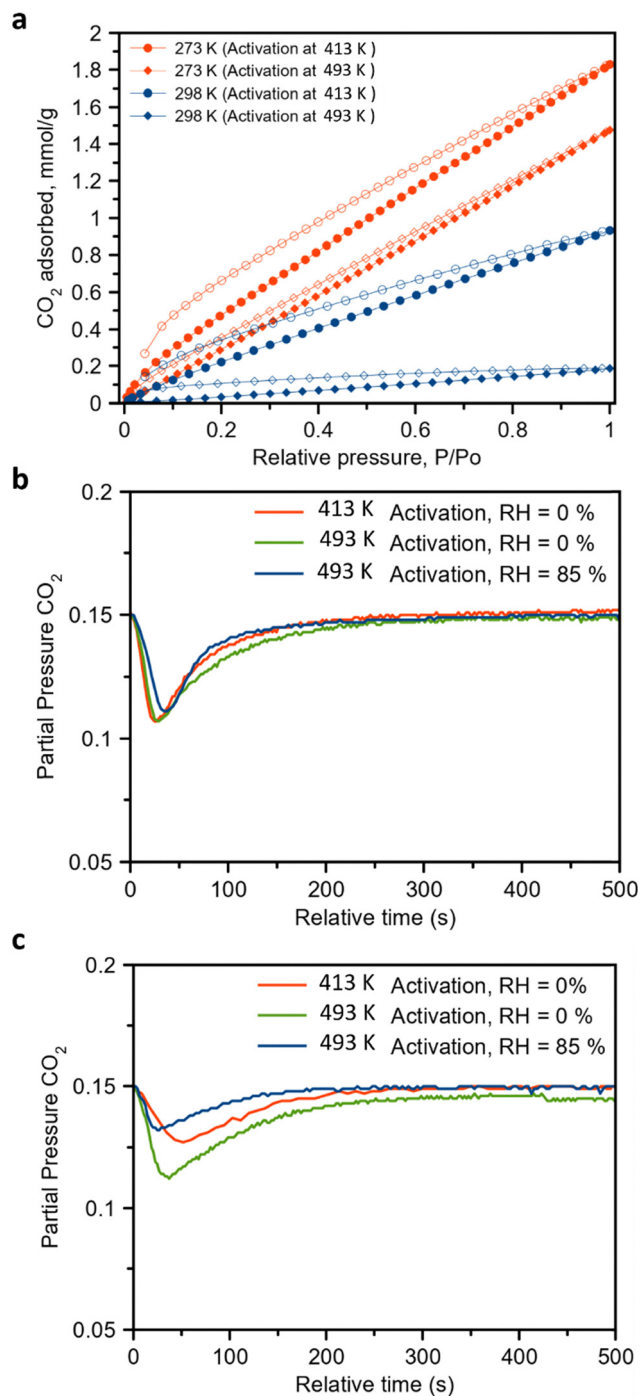 a
2
1.8
1.6
1.4
1.2
1
0.8
0.6
0.4
0.2
0
CO2 adsorbed, mmol/g
273 K (Activation at 413 K )
273 K (Activation at 493 K )
298 K (Activation at 413 K )
298 K (Activation at 493 K )
0 0.2 0.4 0.6 0.8 1
Relative pressure, P/Po
b
0.2
0.15
0.1
0.05
Partial Pressure CO2
413 K Activation, RH = 0 %
493 K Activation, RH = 0 %
493 K Activation, RH = 85 %
0 100 200 300 400 500
Relative time (s)
c
0.2
0.15
0.1
0.05
Partial Pressure CO2
413 K Activation, RH = 0%
493 K Activation, RH = 0 %
493 K Activation, RH = 85 %
0 100 200 300 400 500
Relative time (s)